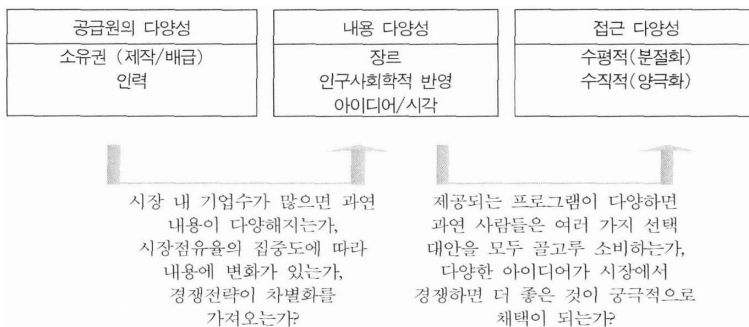 공급원의 다양성
소유권 (제작/배급)
인력
내용 다양성
장르
인구사회학적 반영
아이디어/시각
접근 다양성
수평적(분절화)
수직적(양극화)
시장 내 기업수가 많으면 과연
내용이 다양해지는가,
시장점유율의 집중도에 따라
내용에 변화가 있는가,
경쟁전략이 차별화를
가져오는가?
제공되는 프로그램이 다양하면
과연 사람들은 여러 가지 선택
대안을 모두 골고루 소비하는가,
다양한 아이디어가 시장에서
경쟁하면 더 좋은 것이 궁극적으로
채택이 되는가?